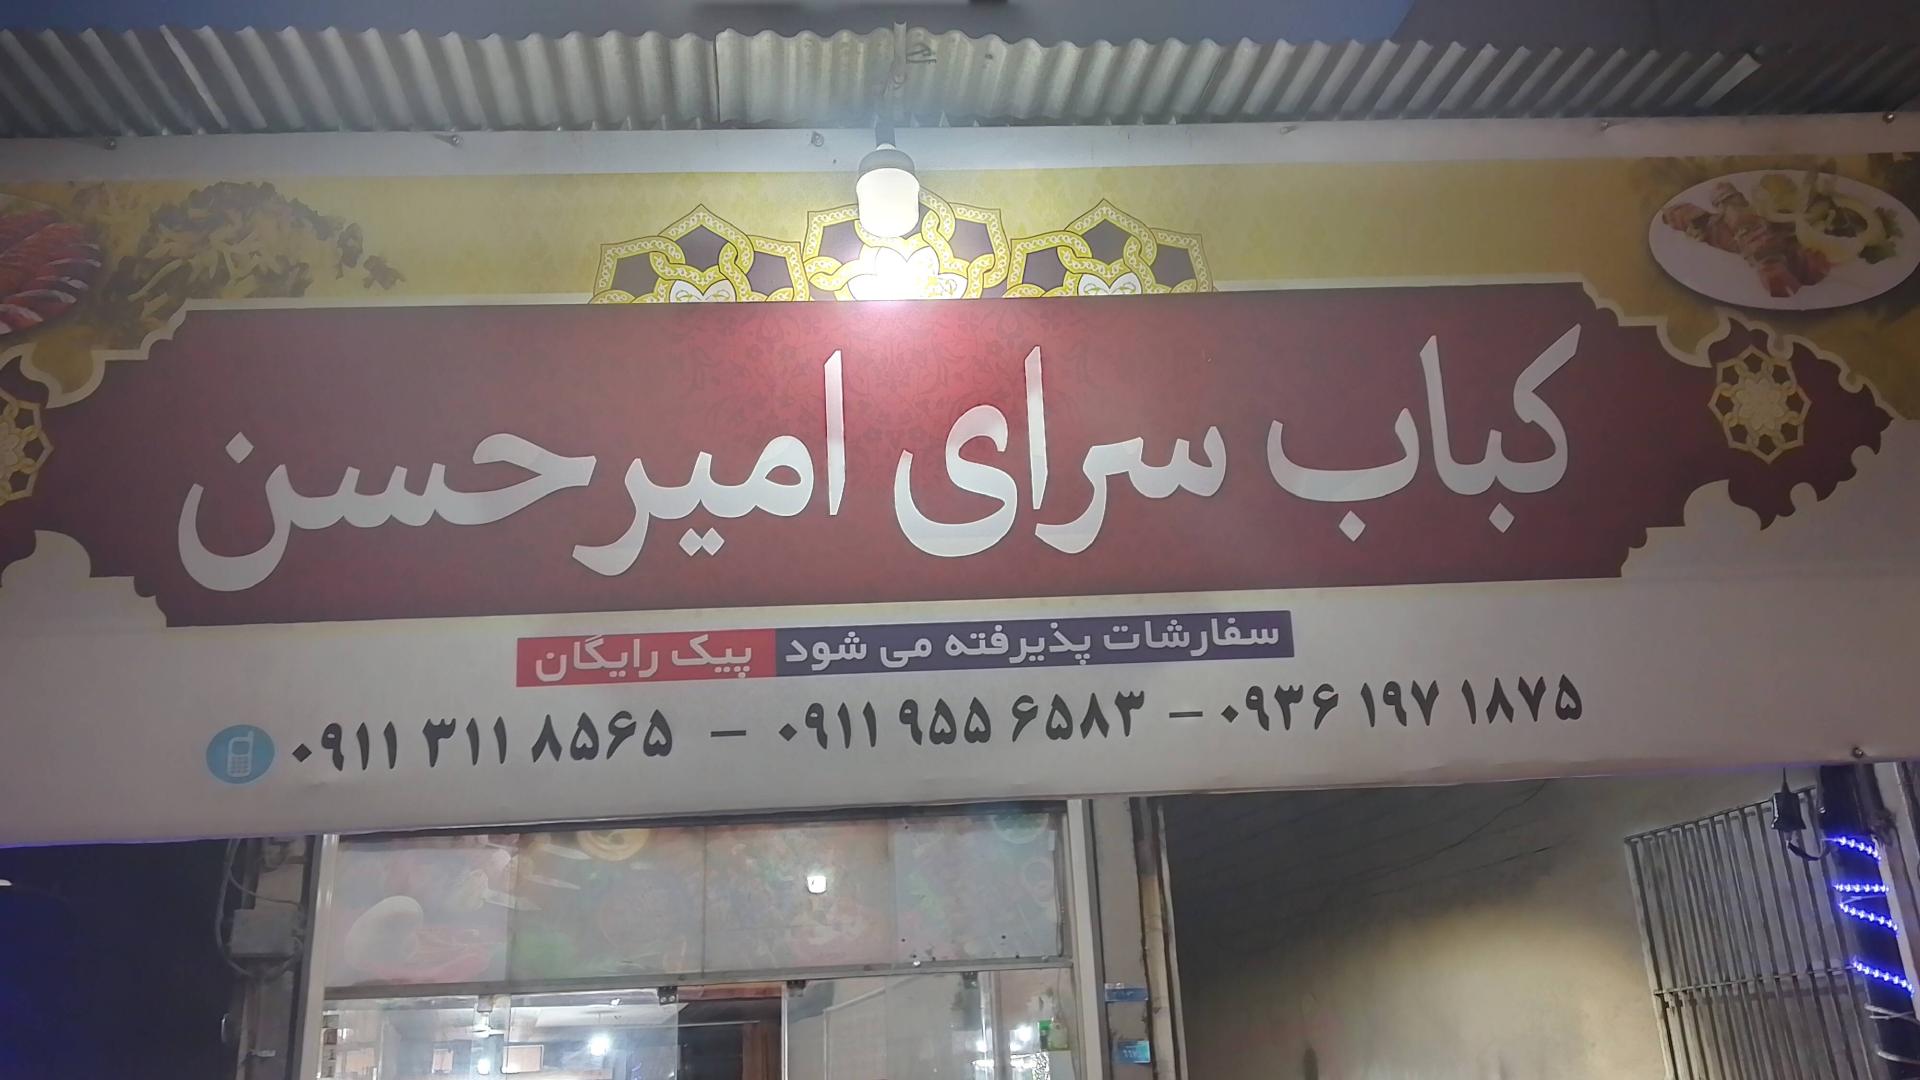 کباب سرای امیرحسن
سفارشات پذیرفته می شود پیک رایگان
۰۹۱۱ ۳۱۱ ۸۵۶۵ – ۰۹۱۱ ۹۵۵ ۶۵۸۳ – ۰۹۳۶ ۱۹۷ ۱۸۷۵